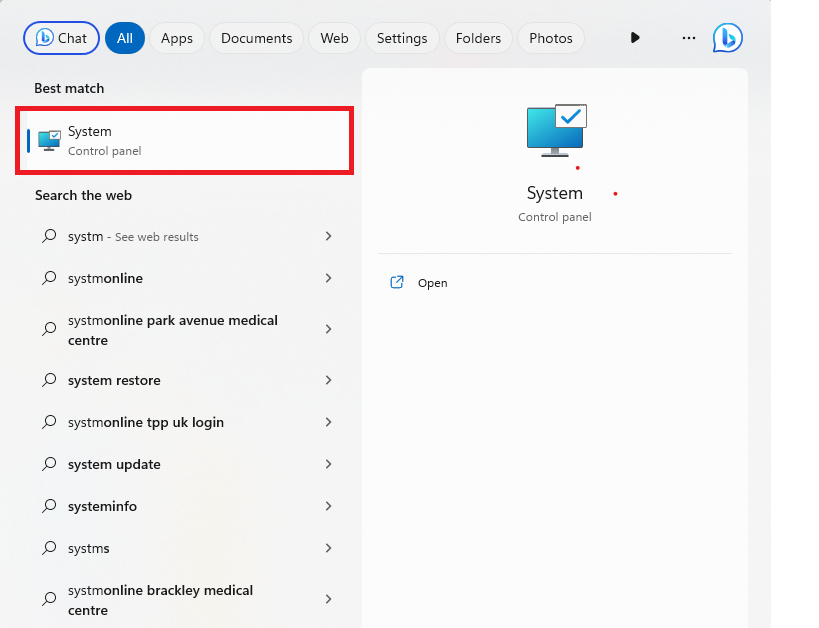 Chat All Apps Documents Web Settings Folders Photos ...
Best match
System
Control panel
Search the web
systm - See web results
systmonline
systmonline park avenue medical
centre
system restore
systmonline tpp uk login
system update
systeminfo
systms
systmonline brackley medical
centre
System
Control panel
Open